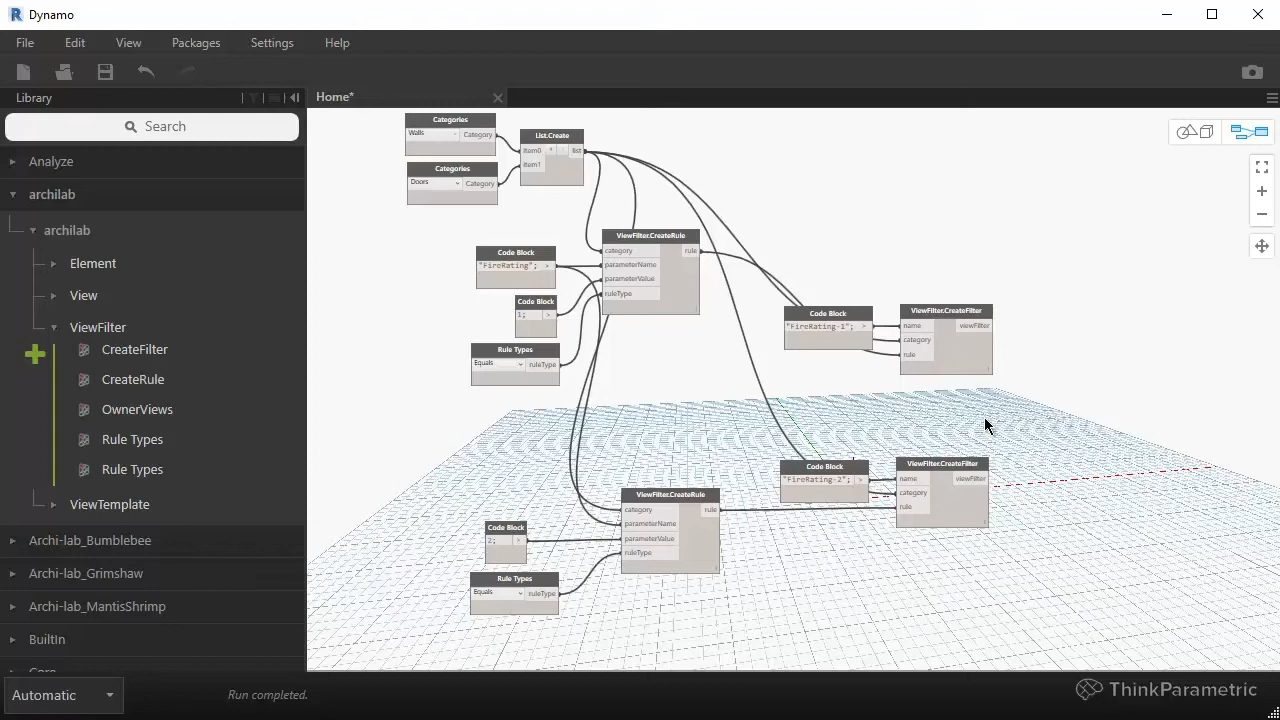 Dynamo
File Edit View Packages Settings Help
Library
Home*
Search
Analyze
archilab
archilab
Element
View
ViewFilter
CreateFilter
CreateRule
OwnerViews
Rule Types
Rule Types
ViewTemplate
Archi-lab_Bumblebee
Archi-lab_Grimshaw
Archi-lab_MantisShrimp
BuiltIn
Core
Categories
Walls Category
Categories
Doors Category
List.Create
item0 list
item1
Code Block
"FireRating"; >
Code Block
1; >
Rule Types
Equals ruleType
ViewFilter.CreateRule
category rule
parameterName
parameterValue
ruleType
Code Block
"FireRating-1"; >
ViewFilter.CreateFilter
name viewFilter
category
rule
Code Block
"FireRating-2"; >
ViewFilter.CreateFilter
name viewFilter
category
rule
ViewFilter.CreateRule
category rule
parameterName
parameterValue
ruleType
Code Block
2; >
Rule Types
Equals ruleType
Automatic
Run completed.
ThinkParametric